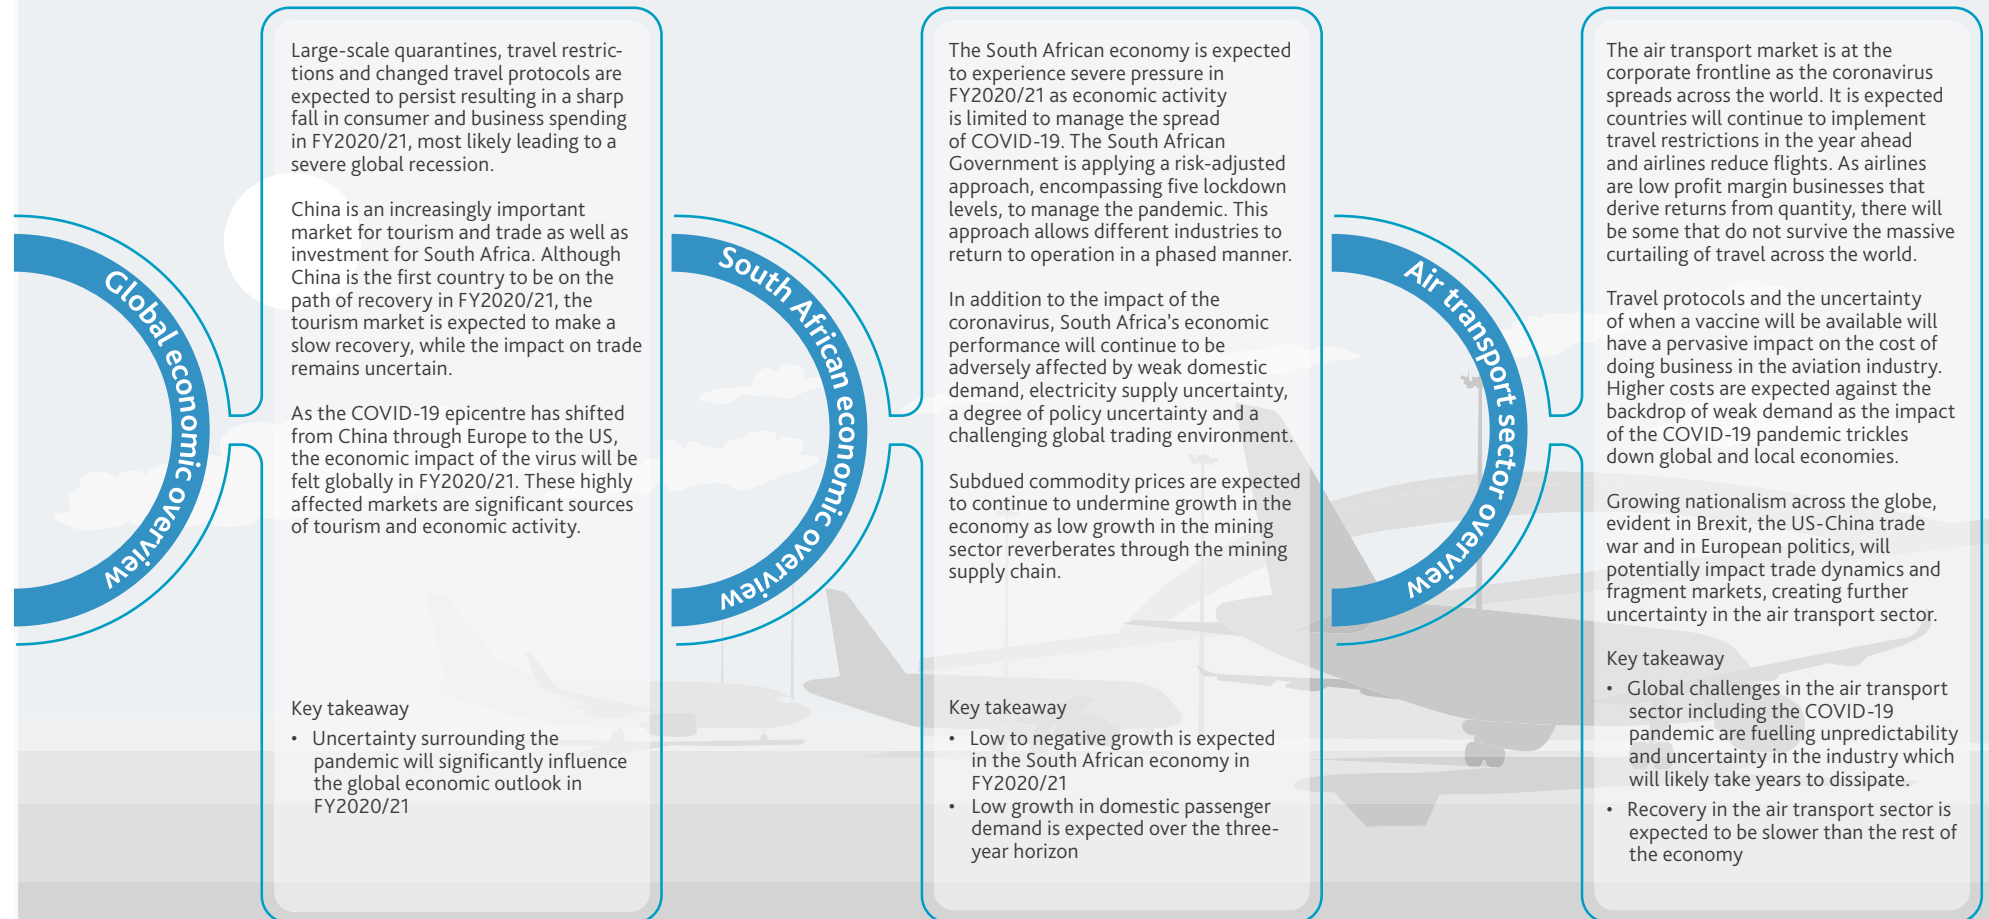 Global economic overview
Large-scale quarantines, travel restric-
tions and changed travel protocols are
expected to persist resulting in a sharp
fall in consumer and business spending
in FY2020/21, most likely leading to a
severe global recession.
China is an increasingly important
market for tourism and trade as well as
investment for South Africa. Although
China is the first country to be on the
path of recovery in FY2020/21, the
tourism market is expected to make a
slow recovery, while the impact on trade
remains uncertain.
As the COVID-19 epicentre has shifted
from China through Europe to the US,
the economic impact of the virus will be
felt globally in FY2020/21. These highly
affected markets are significant sources
of tourism and economic activity.
Key takeaway
• Uncertainty surrounding the
pandemic will significantly influence
the global economic outlook in
FY2020/21
South African economic overview
The South African economy is expected
to experience severe pressure in
FY2020/21 as economic activity
is limited to manage the spread
of COVID-19. The South African
Government is applying a risk-adjusted
approach, encompassing five lockdown
levels, to manage the pandemic. This
approach allows different industries to
return to operation in a phased manner.
In addition to the impact of the
coronavirus, South Africa's economic
performance will continue to be
adversely affected by weak domestic
demand, electricity supply uncertainty,
a degree of policy uncertainty and a
challenging global trading environment.
Subdued commodity prices are expected
to continue to undermine growth in the
economy as low growth in the mining
sector reverberates through the mining
supply chain.
Key takeaway
• Low to negative growth is expected
in the South African economy in
FY2020/21
• Low growth in domestic passenger
demand is expected over the three-
year horizon
Air transport sector overview
The air transport market is at the
corporate frontline as the coronavirus
spreads across the world. It is expected
countries will continue to implement
travel restrictions in the year ahead
and airlines reduce flights. As airlines
are low profit margin businesses that
derive returns from quantity, there will
be some that do not survive the massive
curtailing of travel across the world.
Travel protocols and the uncertainty
of when a vaccine will be available will
have a pervasive impact on the cost of
doing business in the aviation industry.
Higher costs are expected against the
backdrop of weak demand as the impact
of the COVID-19 pandemic trickles
down global and local economies.
Growing nationalism across the globe,
evident in Brexit, the US-China trade
war and in European politics, will
potentially impact trade dynamics and
fragment markets, creating further
uncertainty in the air transport sector.
Key takeaway
• Global challenges in the air transport
sector including the COVID-19
pandemic are fuelling unpredictability
and uncertainty in the industry which
will likely take years to dissipate.
• Recovery in the air transport sector is
expected to be slower than the rest of
the economy